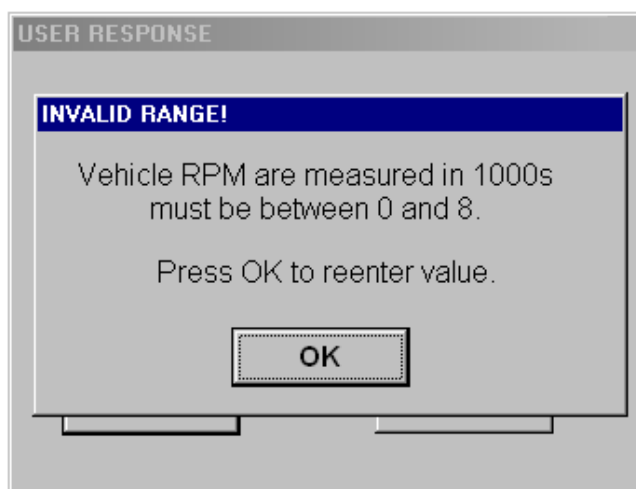 USER RESPONSE
INVALID RANGE!
Vehicle RPM are measured in 1000s
must be between 0 and 8.
Press OK to reenter value.
OK